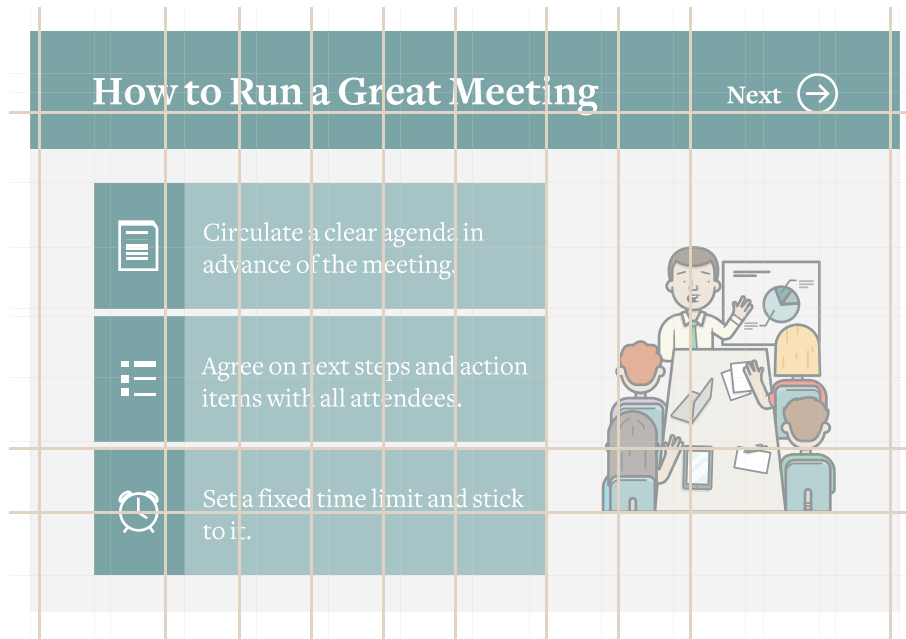 How to Run a Great Meeting
Next
Circulate a clear agenda in
advance of the meeting.
Agree on next steps and action
items with all attendees.
Set a fixed time limit and stick
to it.